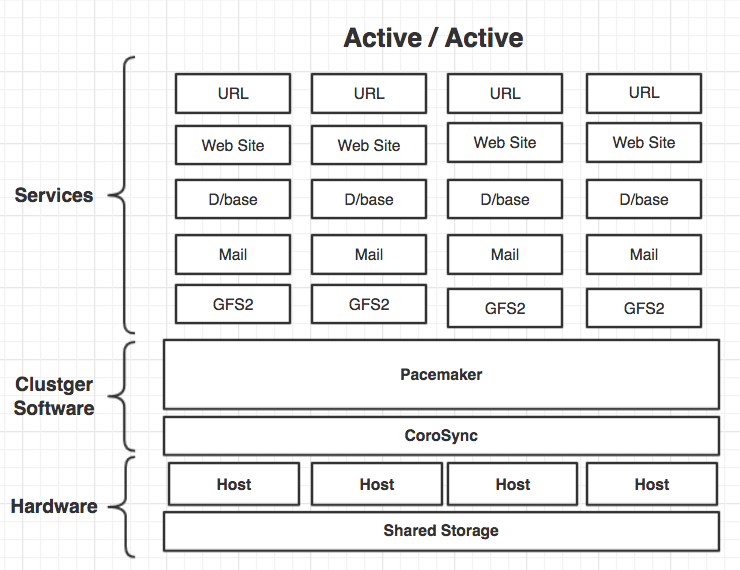 Active / Active
URL URL URL URL
Web Site Web Site Web Site Web Site
Services
D/base D/base D/base D/base
Mail Mail Mail Mail
GFS2 GFS2 GFS2 GFS2
Pacemaker
Clustger
Software
CoroSync
Host Host Host Host
Hardware
Shared Storage